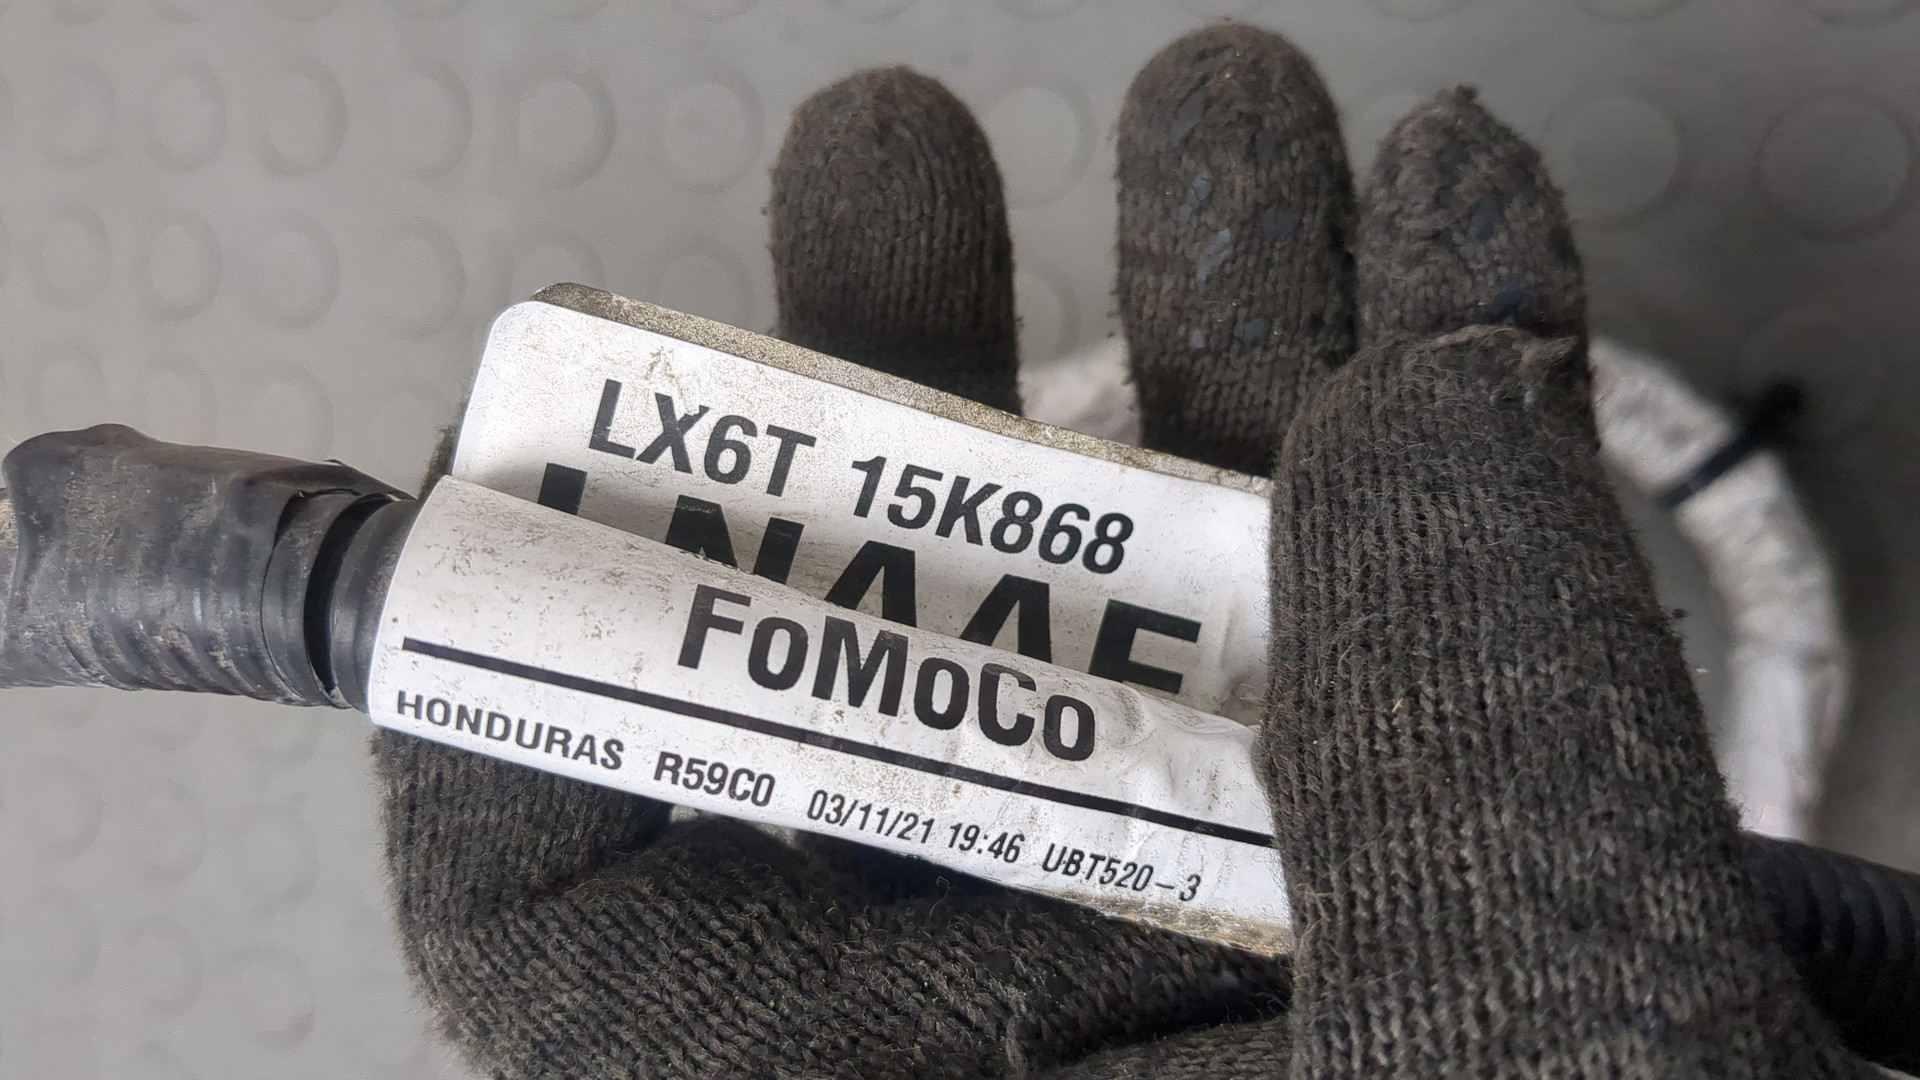 LX6T 15K868
FoMoCo
HONDURAS R59C0 03/11/21 19:46 UBT520-3